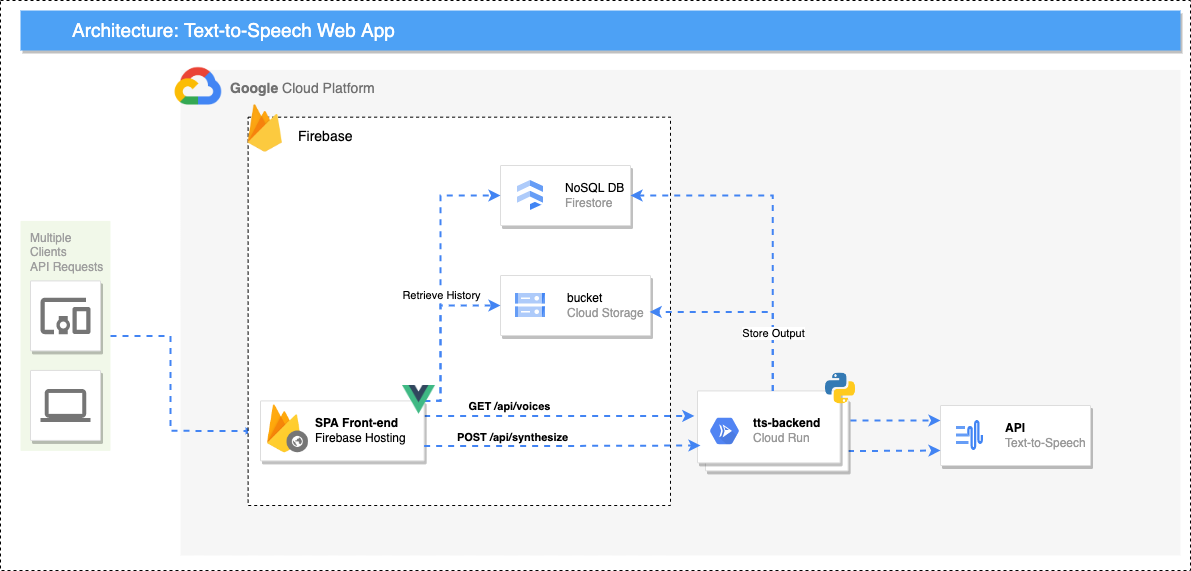 Architecture: Text-to-Speech Web App
Google Cloud Platform
Firebase
NoSQL DB
Firestore
Multiple
Clients
API Requests
Retrieve History
bucket
Cloud Storage
Store Output
SPA Front-end
Firebase Hosting
GET /api/voices
POST /api/synthesize
tts-backend
Cloud Run
API
Text-to-Speech